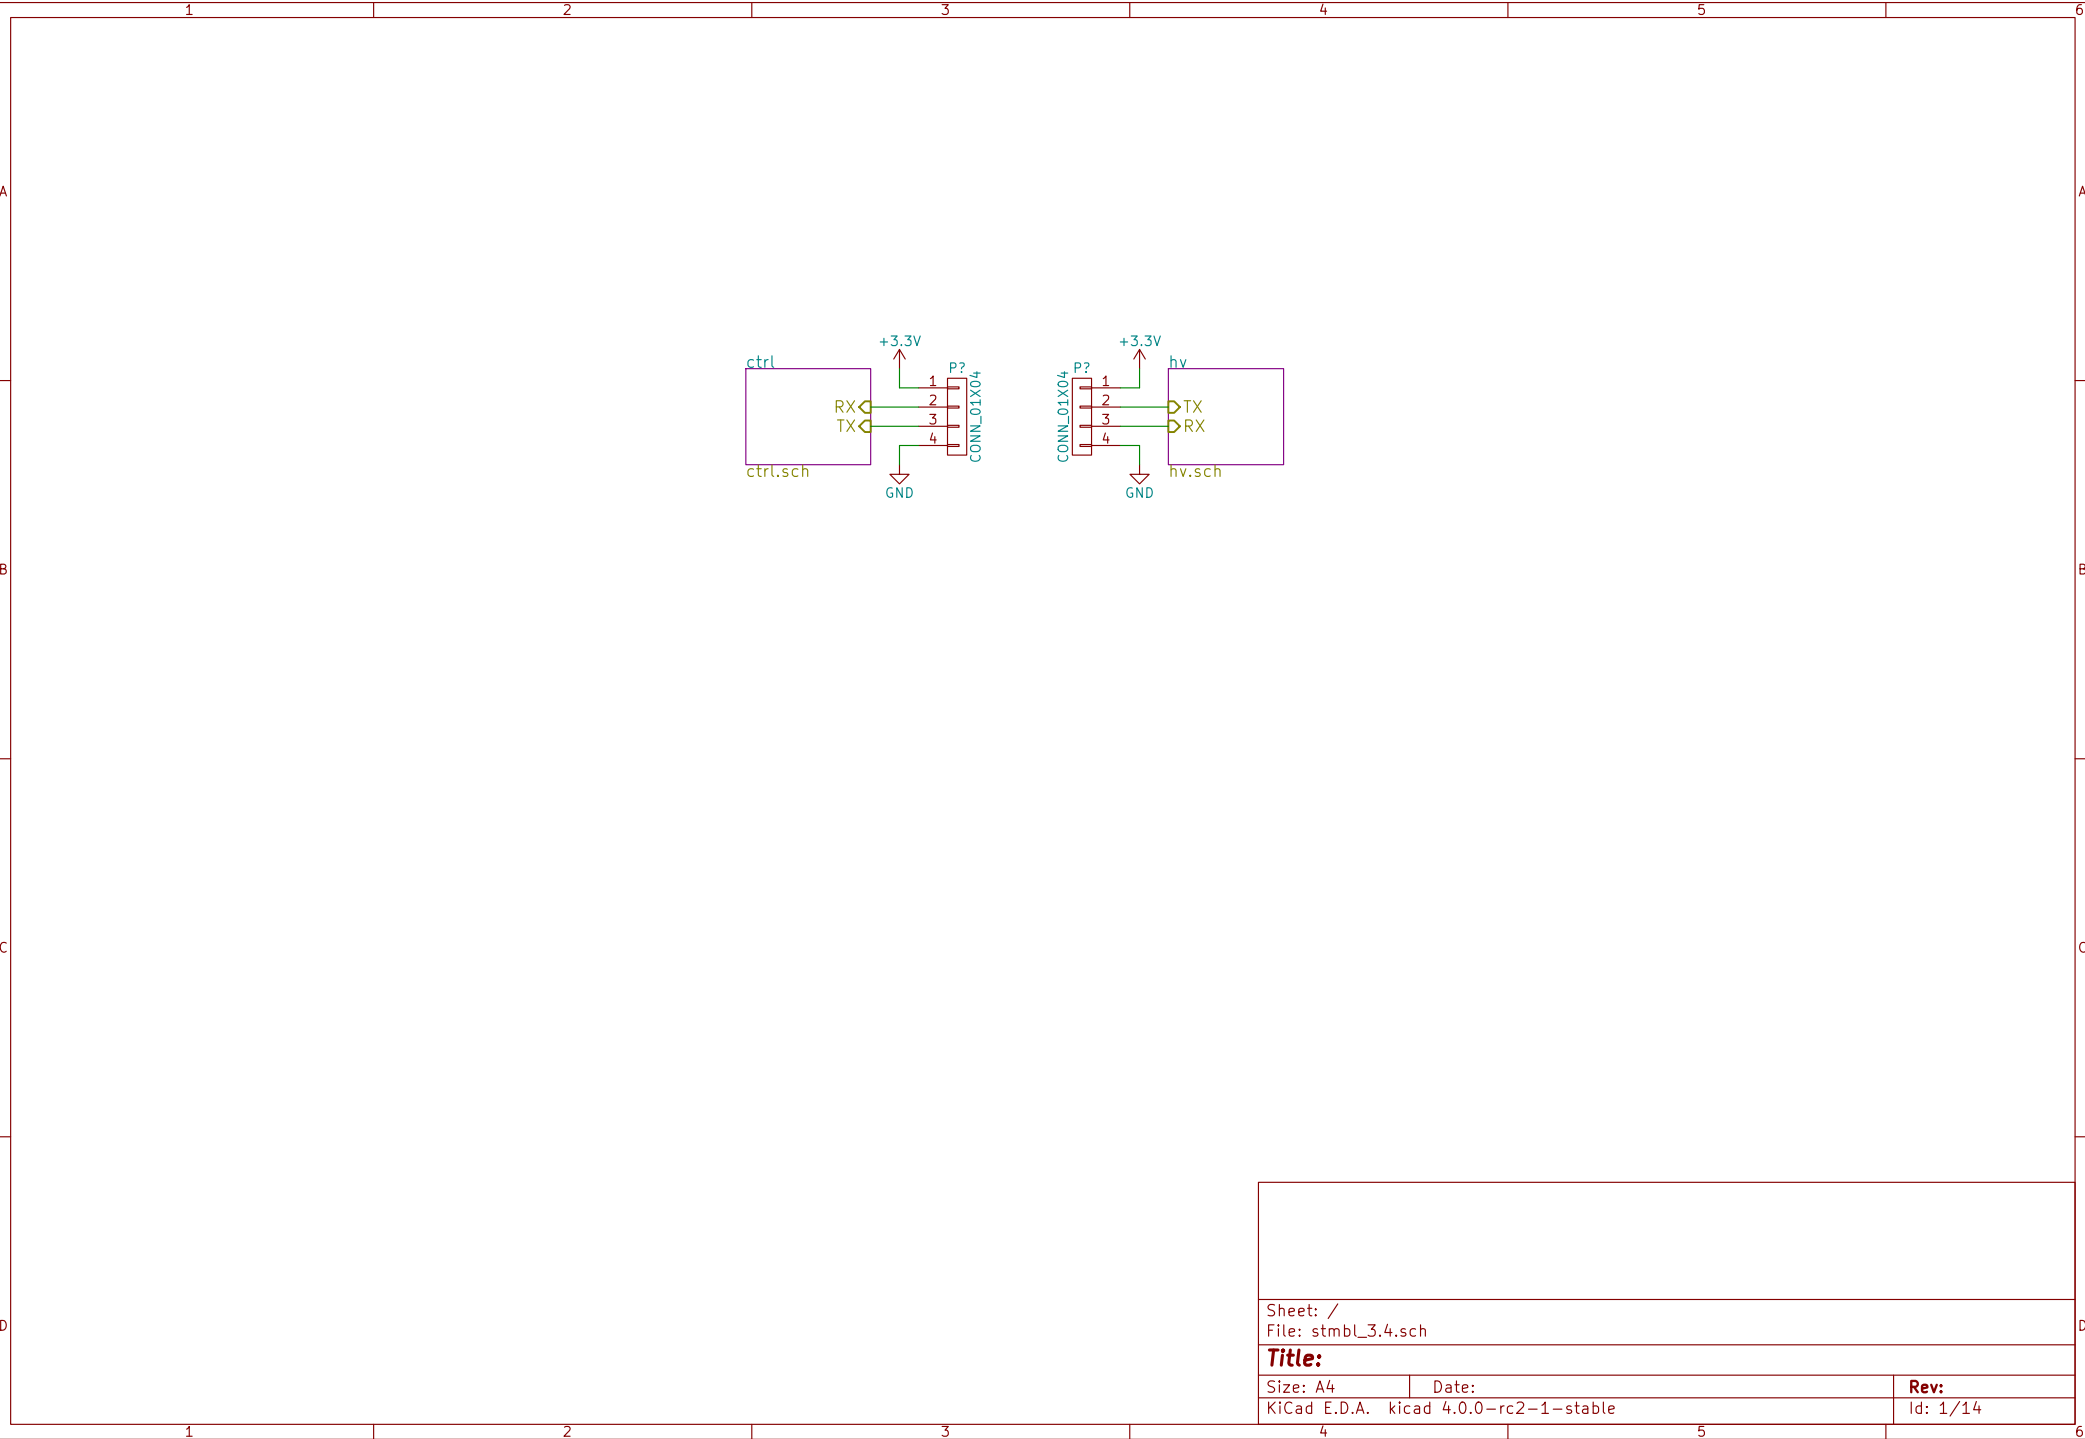 1 2 3 4 5 6
A A
+3.3V +3.3V
ctrl P? P? hv
1 1
RX 2 2 TX
TX 3 3 RX
4 4
CONN_01X04 CONN_01X04
ctrl.sch hv.sch
GND GND
B B
C C
Sheet: /
File: stmbl_3.4.sch
D D
Title:
Size: A4 Date: Rev:
KiCad E.D.A. kicad 4.0.0-rc2-1-stable Id: 1/14
1 2 3 4 5 6